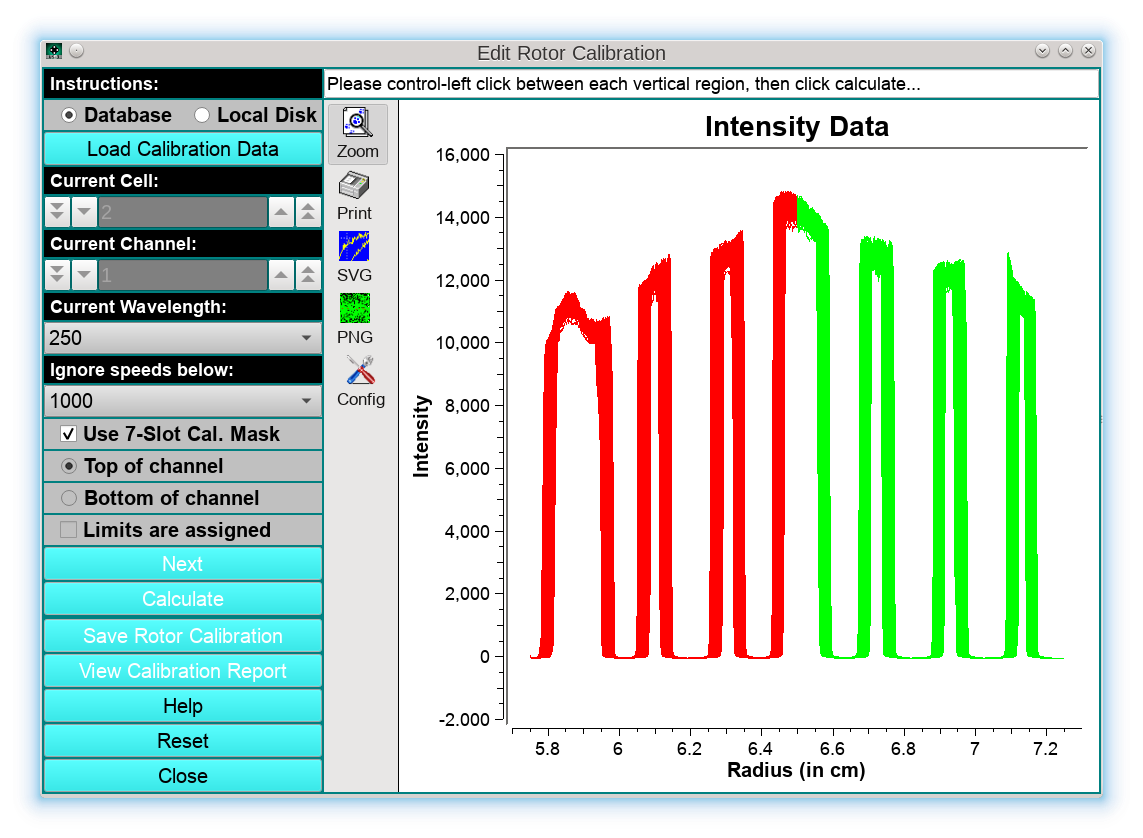 Edit Rotor Calibration
Instructions:
Please control-left click between each vertical region, then click calculate...
Database Local Disk
Load Calibration Data
Current Cell:
2
Current Channel:
1
Current Wavelength:
250
Ignore speeds below:
1000
Use 7-Slot Cal. Mask
Top of channel
Bottom of channel
Limits are assigned
Next
Calculate
Save Rotor Calibration
View Calibration Report
Help
Reset
Close
Zoom
Print
SVG
PNG
Config
Intensity Data
Intensity
16,000
14,000
12,000
10,000
8,000
6,000
4,000
2,000
0
-2.000
5.8 6 6.2 6.4 6.6 6.8 7 7.2
Radius (in cm)